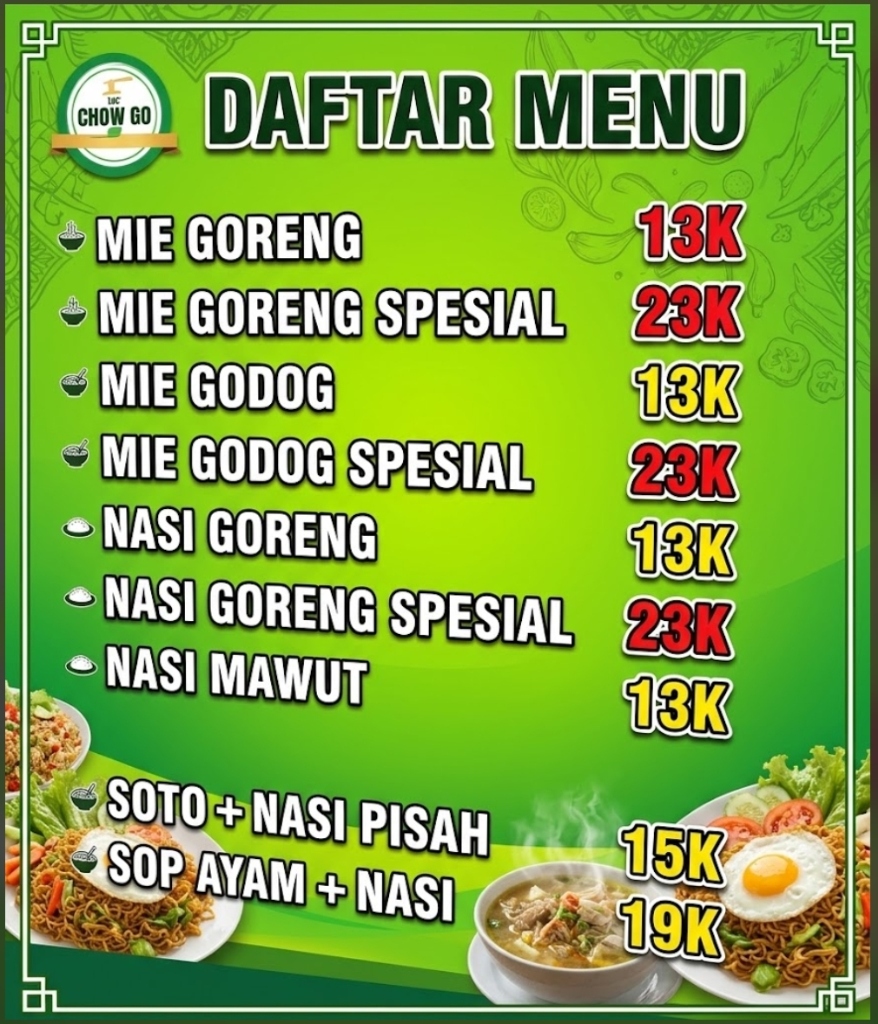 CHOW GO
DAFTAR MENU
MIE GORENG 13K
MIE GORENG SPESIAL 23K
MIE GODOG 13K
MIE GODOG SPESIAL 23K
NASI GORENG 13K
NASI GORENG SPESIAL 23K
NASI MAWUT 13K
SOTO + NASI PISAH 15K
SOP AYAM + NASI 19K